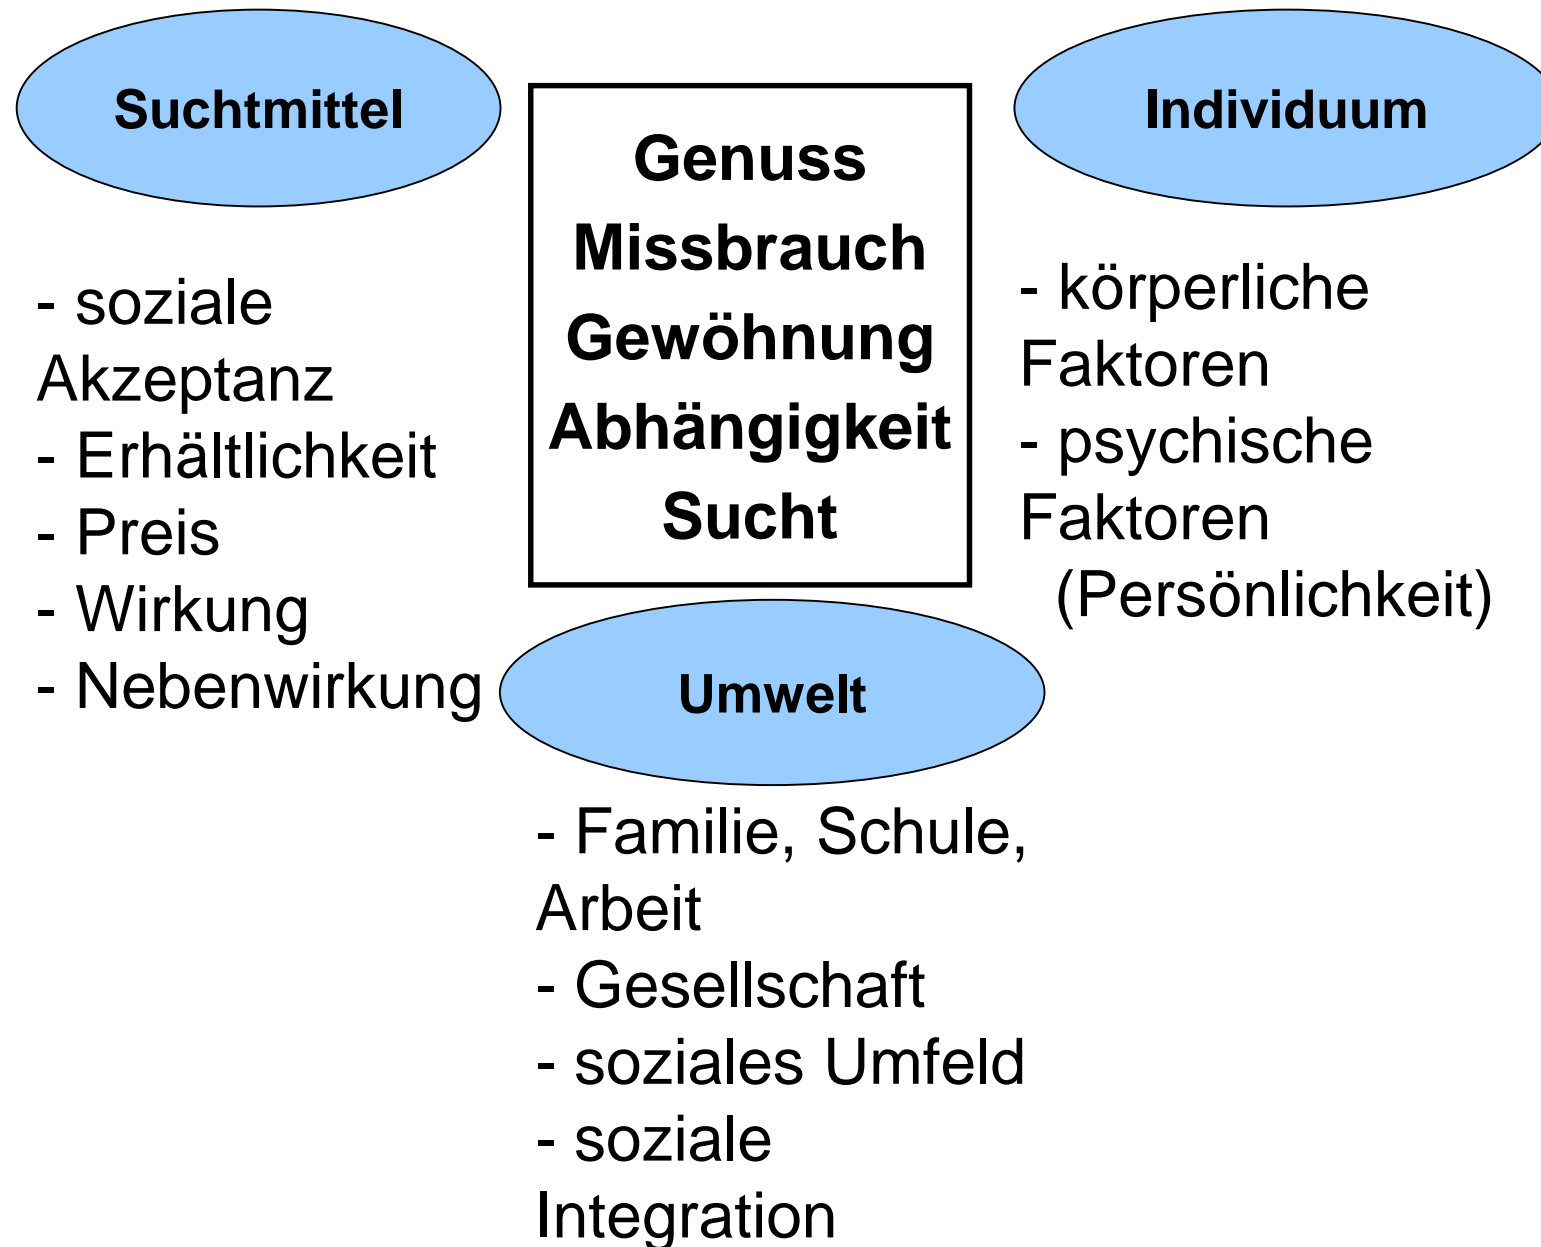 Suchtmittel
- soziale
Akzeptanz
- Erhältlichkeit
- Preis
- Wirkung
- Nebenwirkung
Genuss
Missbrauch
Gewöhnung
Abhängigkeit
Sucht
Individuum
- körperliche
Faktoren
- psychische
Faktoren
(Persönlichkeit)
Umwelt
- Familie, Schule,
Arbeit
- Gesellschaft
- soziales Umfeld
- soziale
Integration